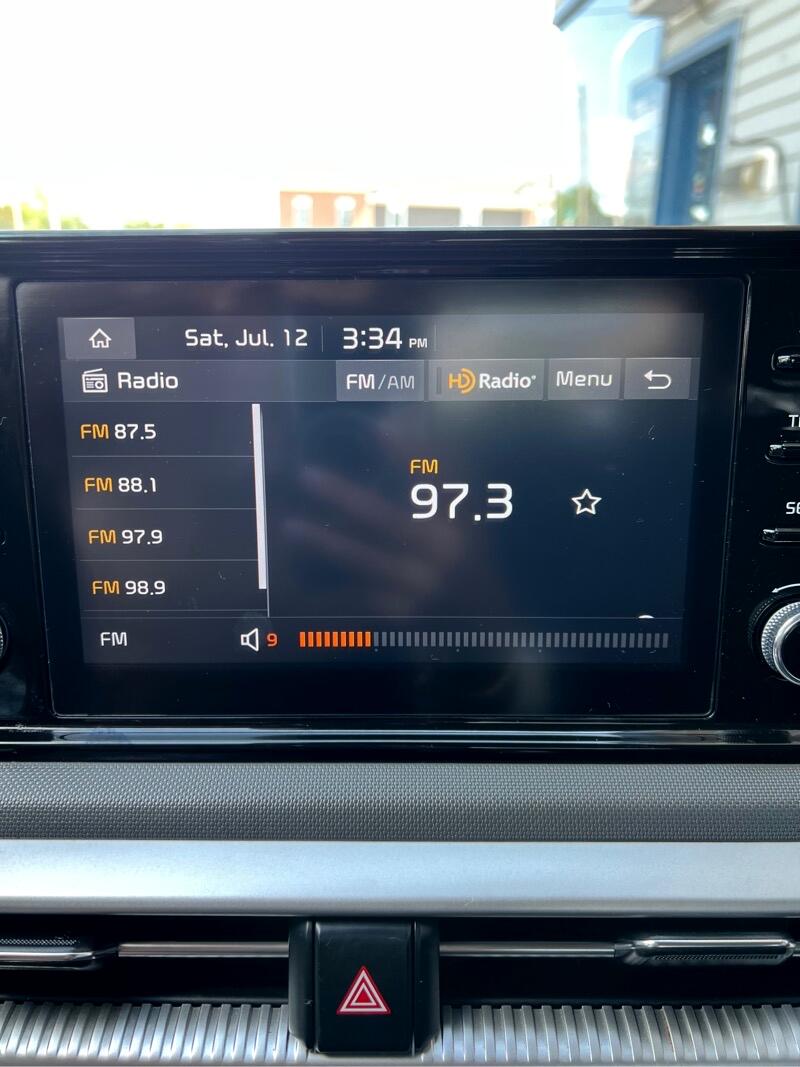 Sat, Jul. 12 3:34 PM
Radio FM/AM HD Radio® Menu
FM 87.5
FM 88.1
FM 97.9
FM 98.9
FM
97.3
FM 9